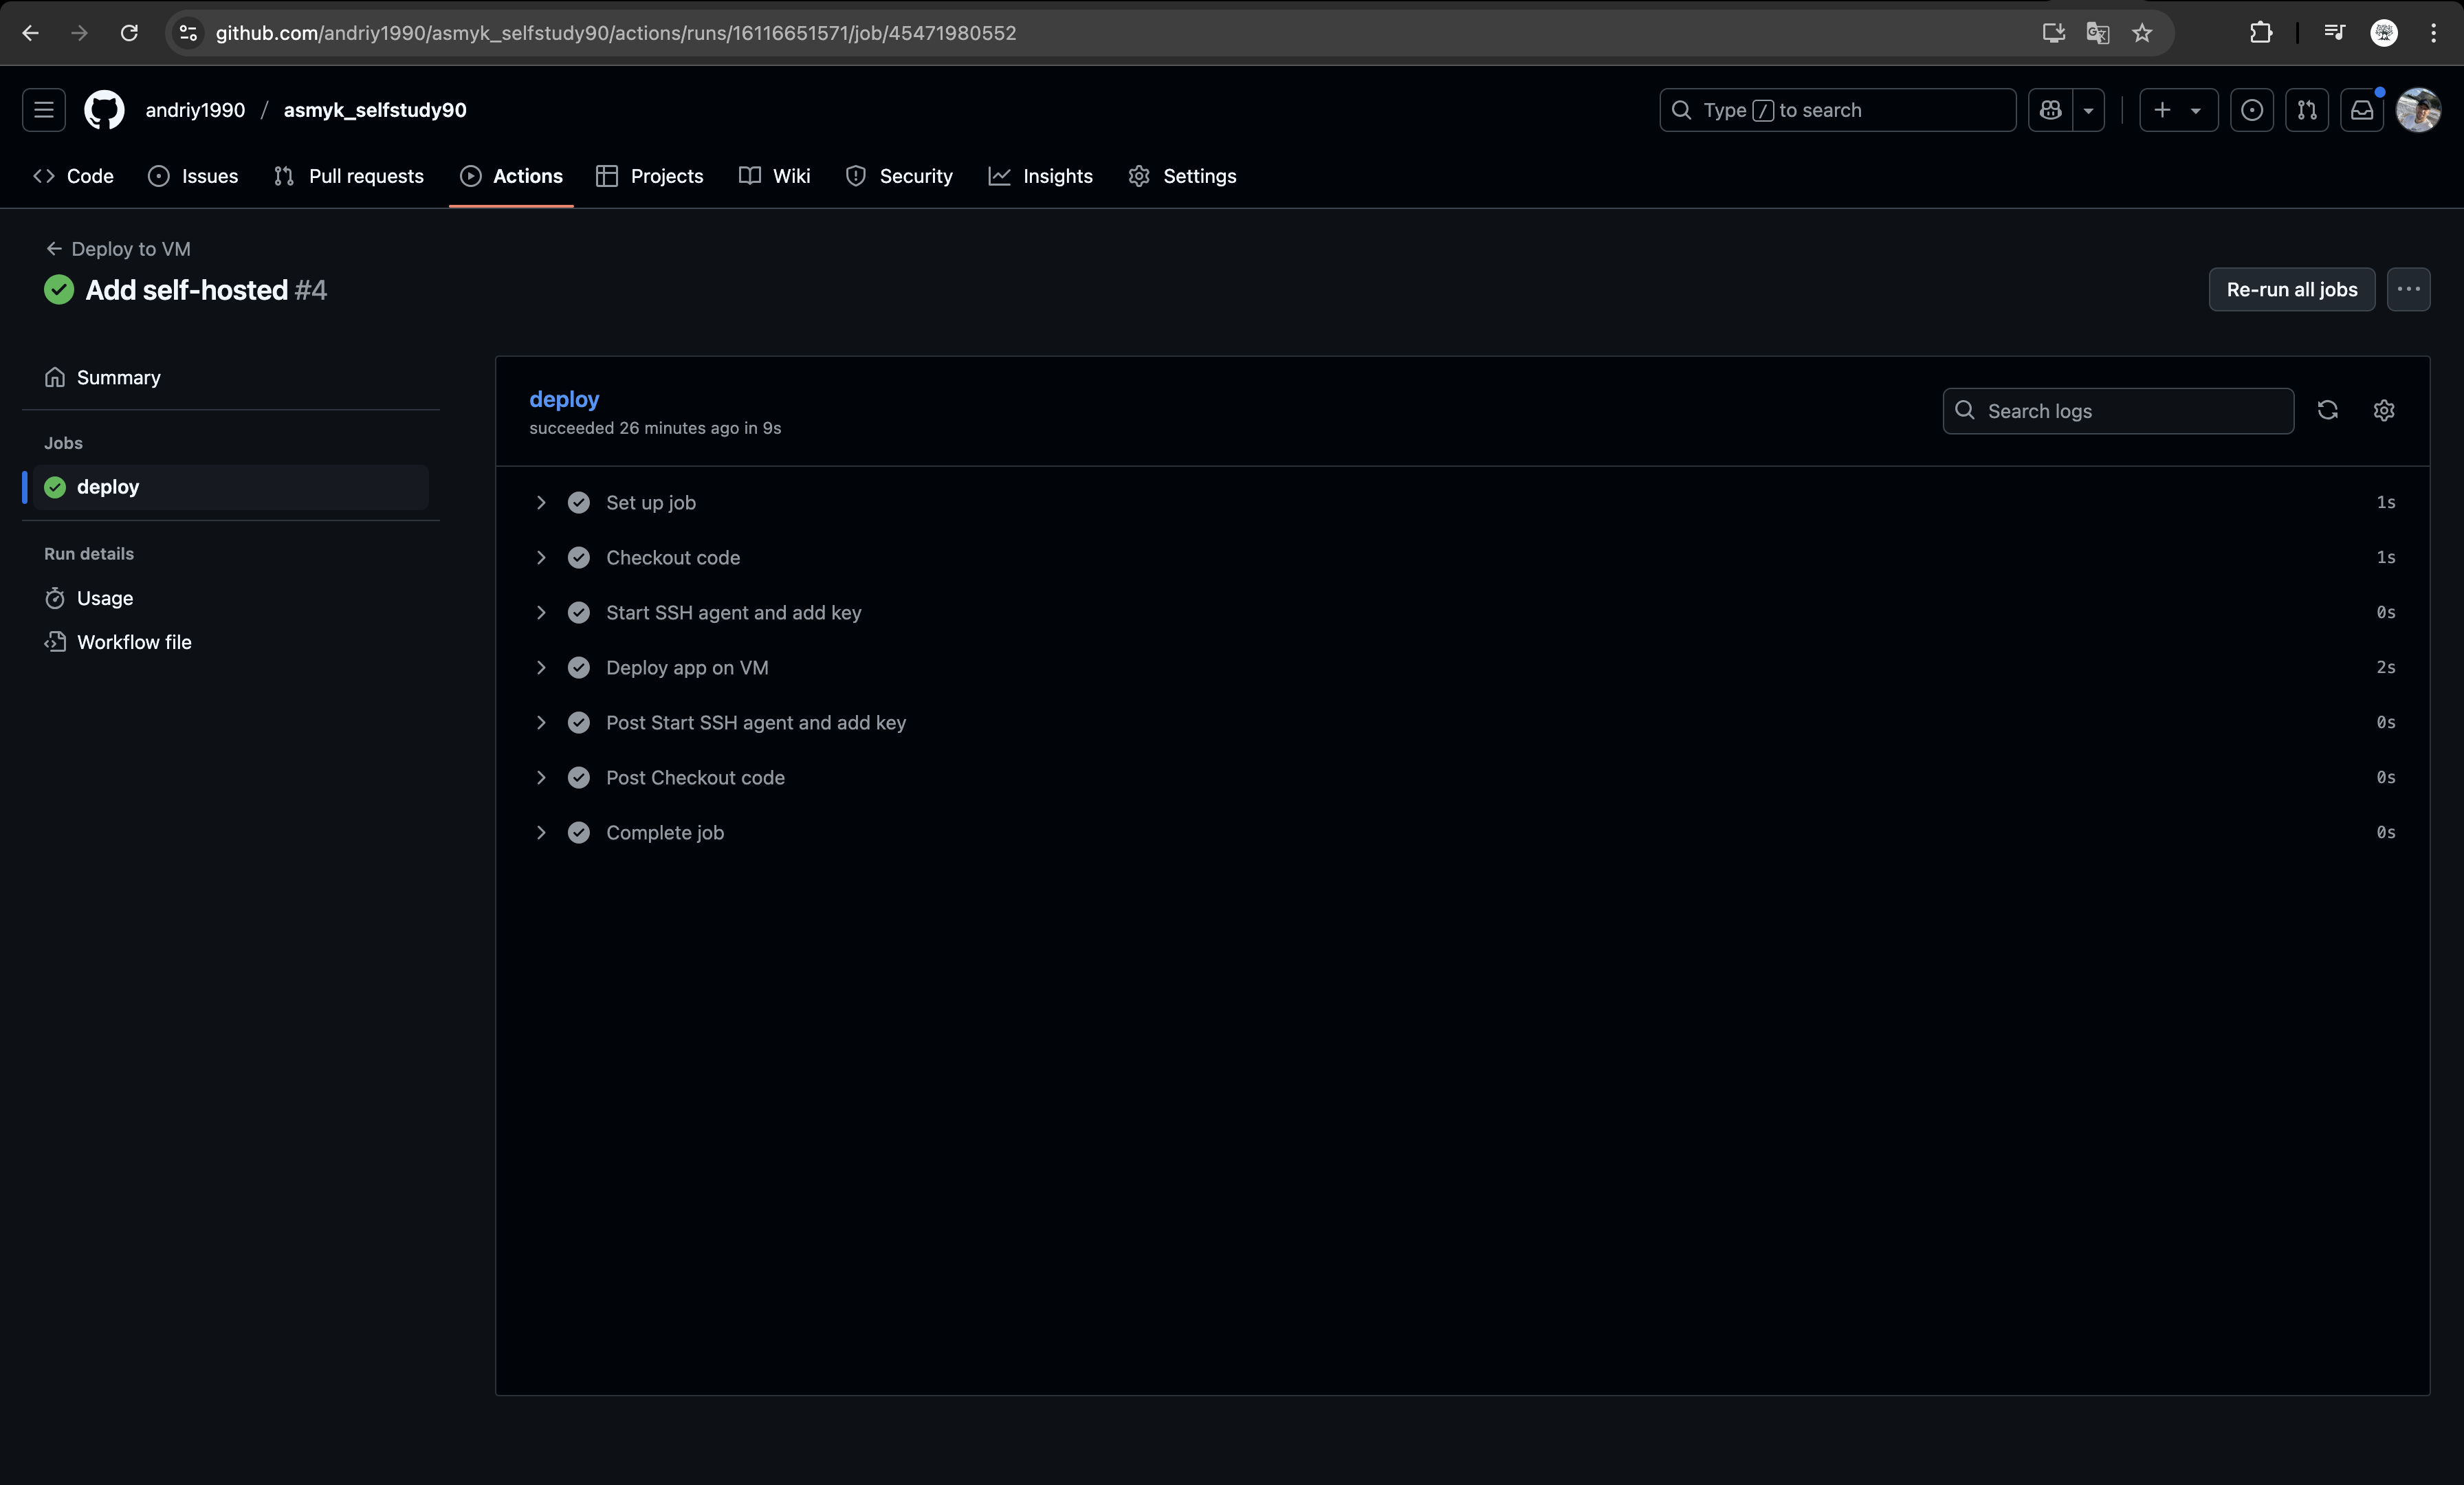 github.com/andriy1990/asmyk_selfstudy90/actions/runs/16116651571/job/45471980552
andriy1990 / asmyk_selfstudy90
Type / to search
Code Issues Pull requests Actions Projects Wiki Security Insights Settings
Deploy to VM
Add self-hosted #4
Re-run all jobs
Summary
Jobs
deploy
Run details
Usage
Workflow file
deploy
succeeded 26 minutes ago in 9s
Search logs
Set up job 1s
Checkout code 1s
Start SSH agent and add key 0s
Deploy app on VM 2s
Post Start SSH agent and add key 0s
Post Checkout code 0s
Complete job 0s